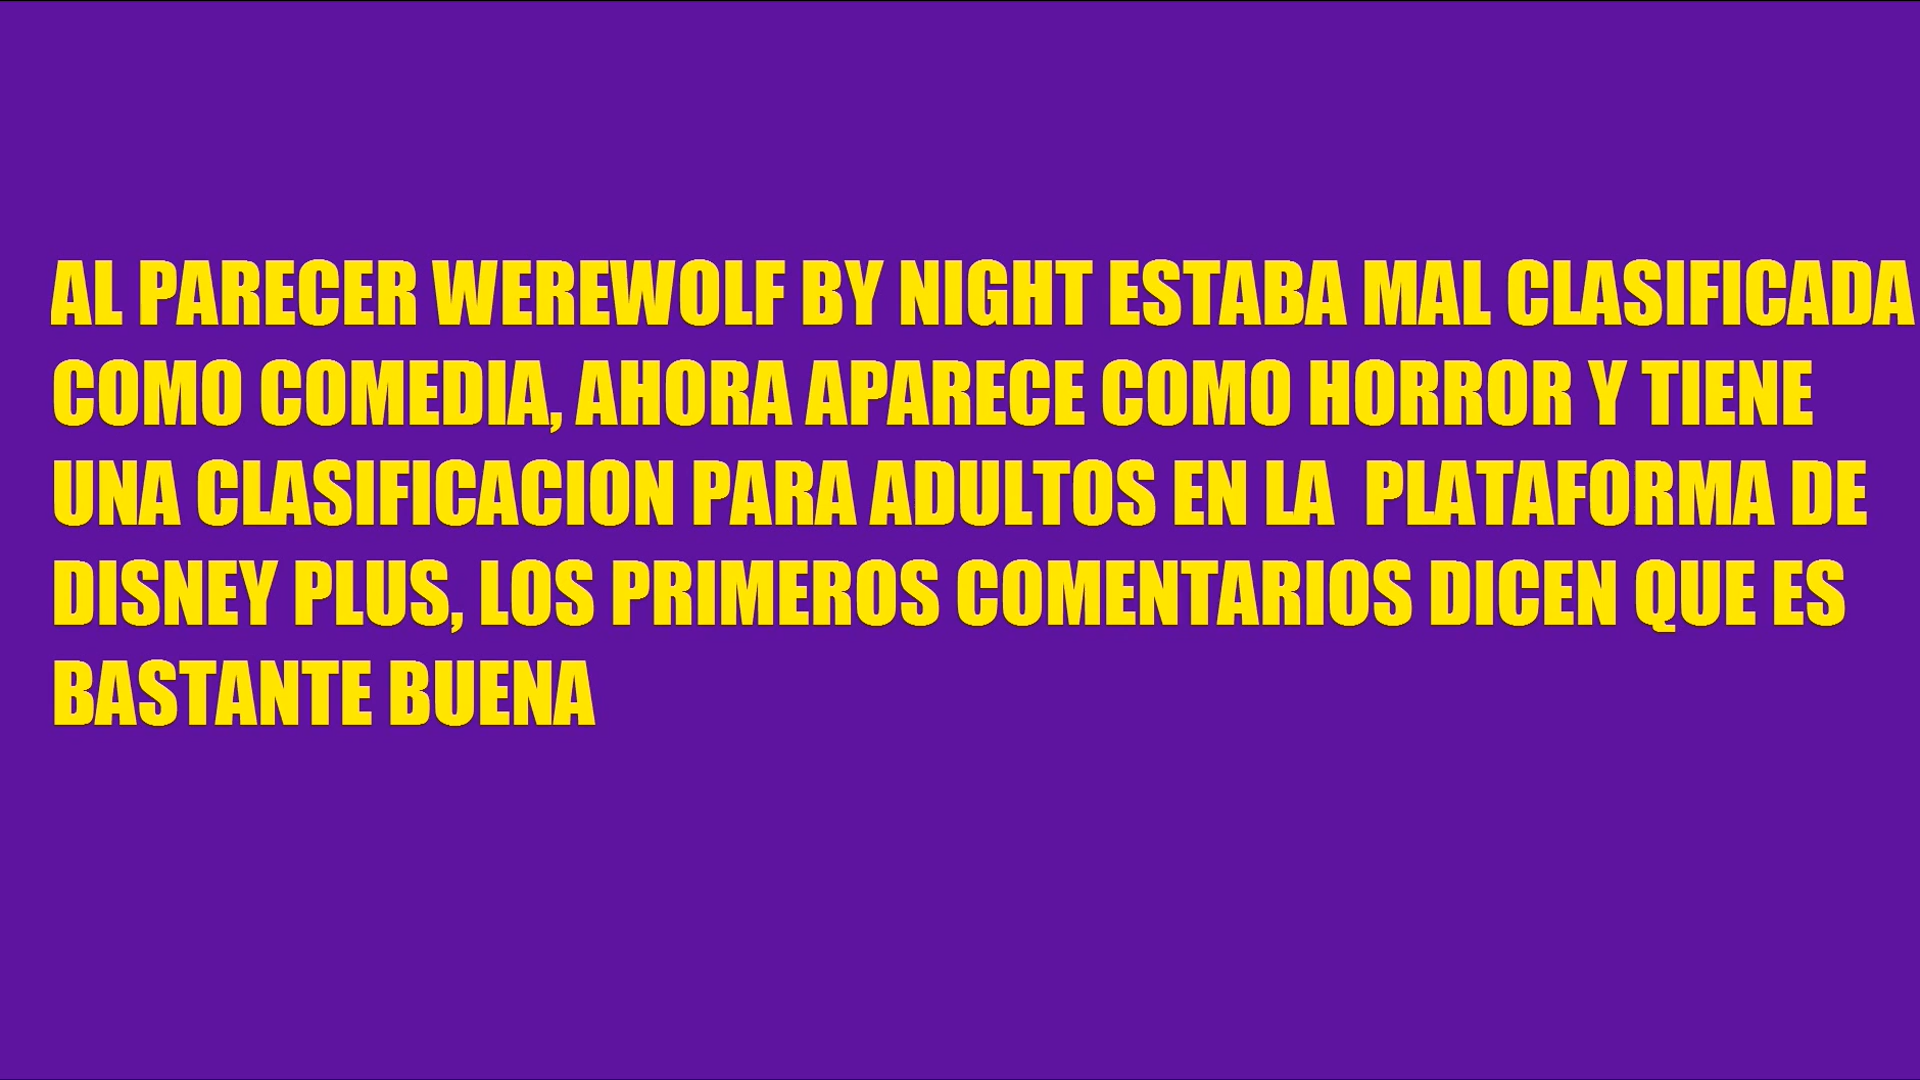 AL PARECER WEREWOLF BY NIGHT ESTABA MAL CLASIFICADA
COMO COMEDIA, AHORA APARECE COMO HORROR Y TIENE
UNA CLASIFICACION PARA ADULTOS EN LA  PLATAFORMA DE
DISNEY PLUS, LOS PRIMEROS COMENTARIOS DICEN QUE ES
BASTANTE BUENA